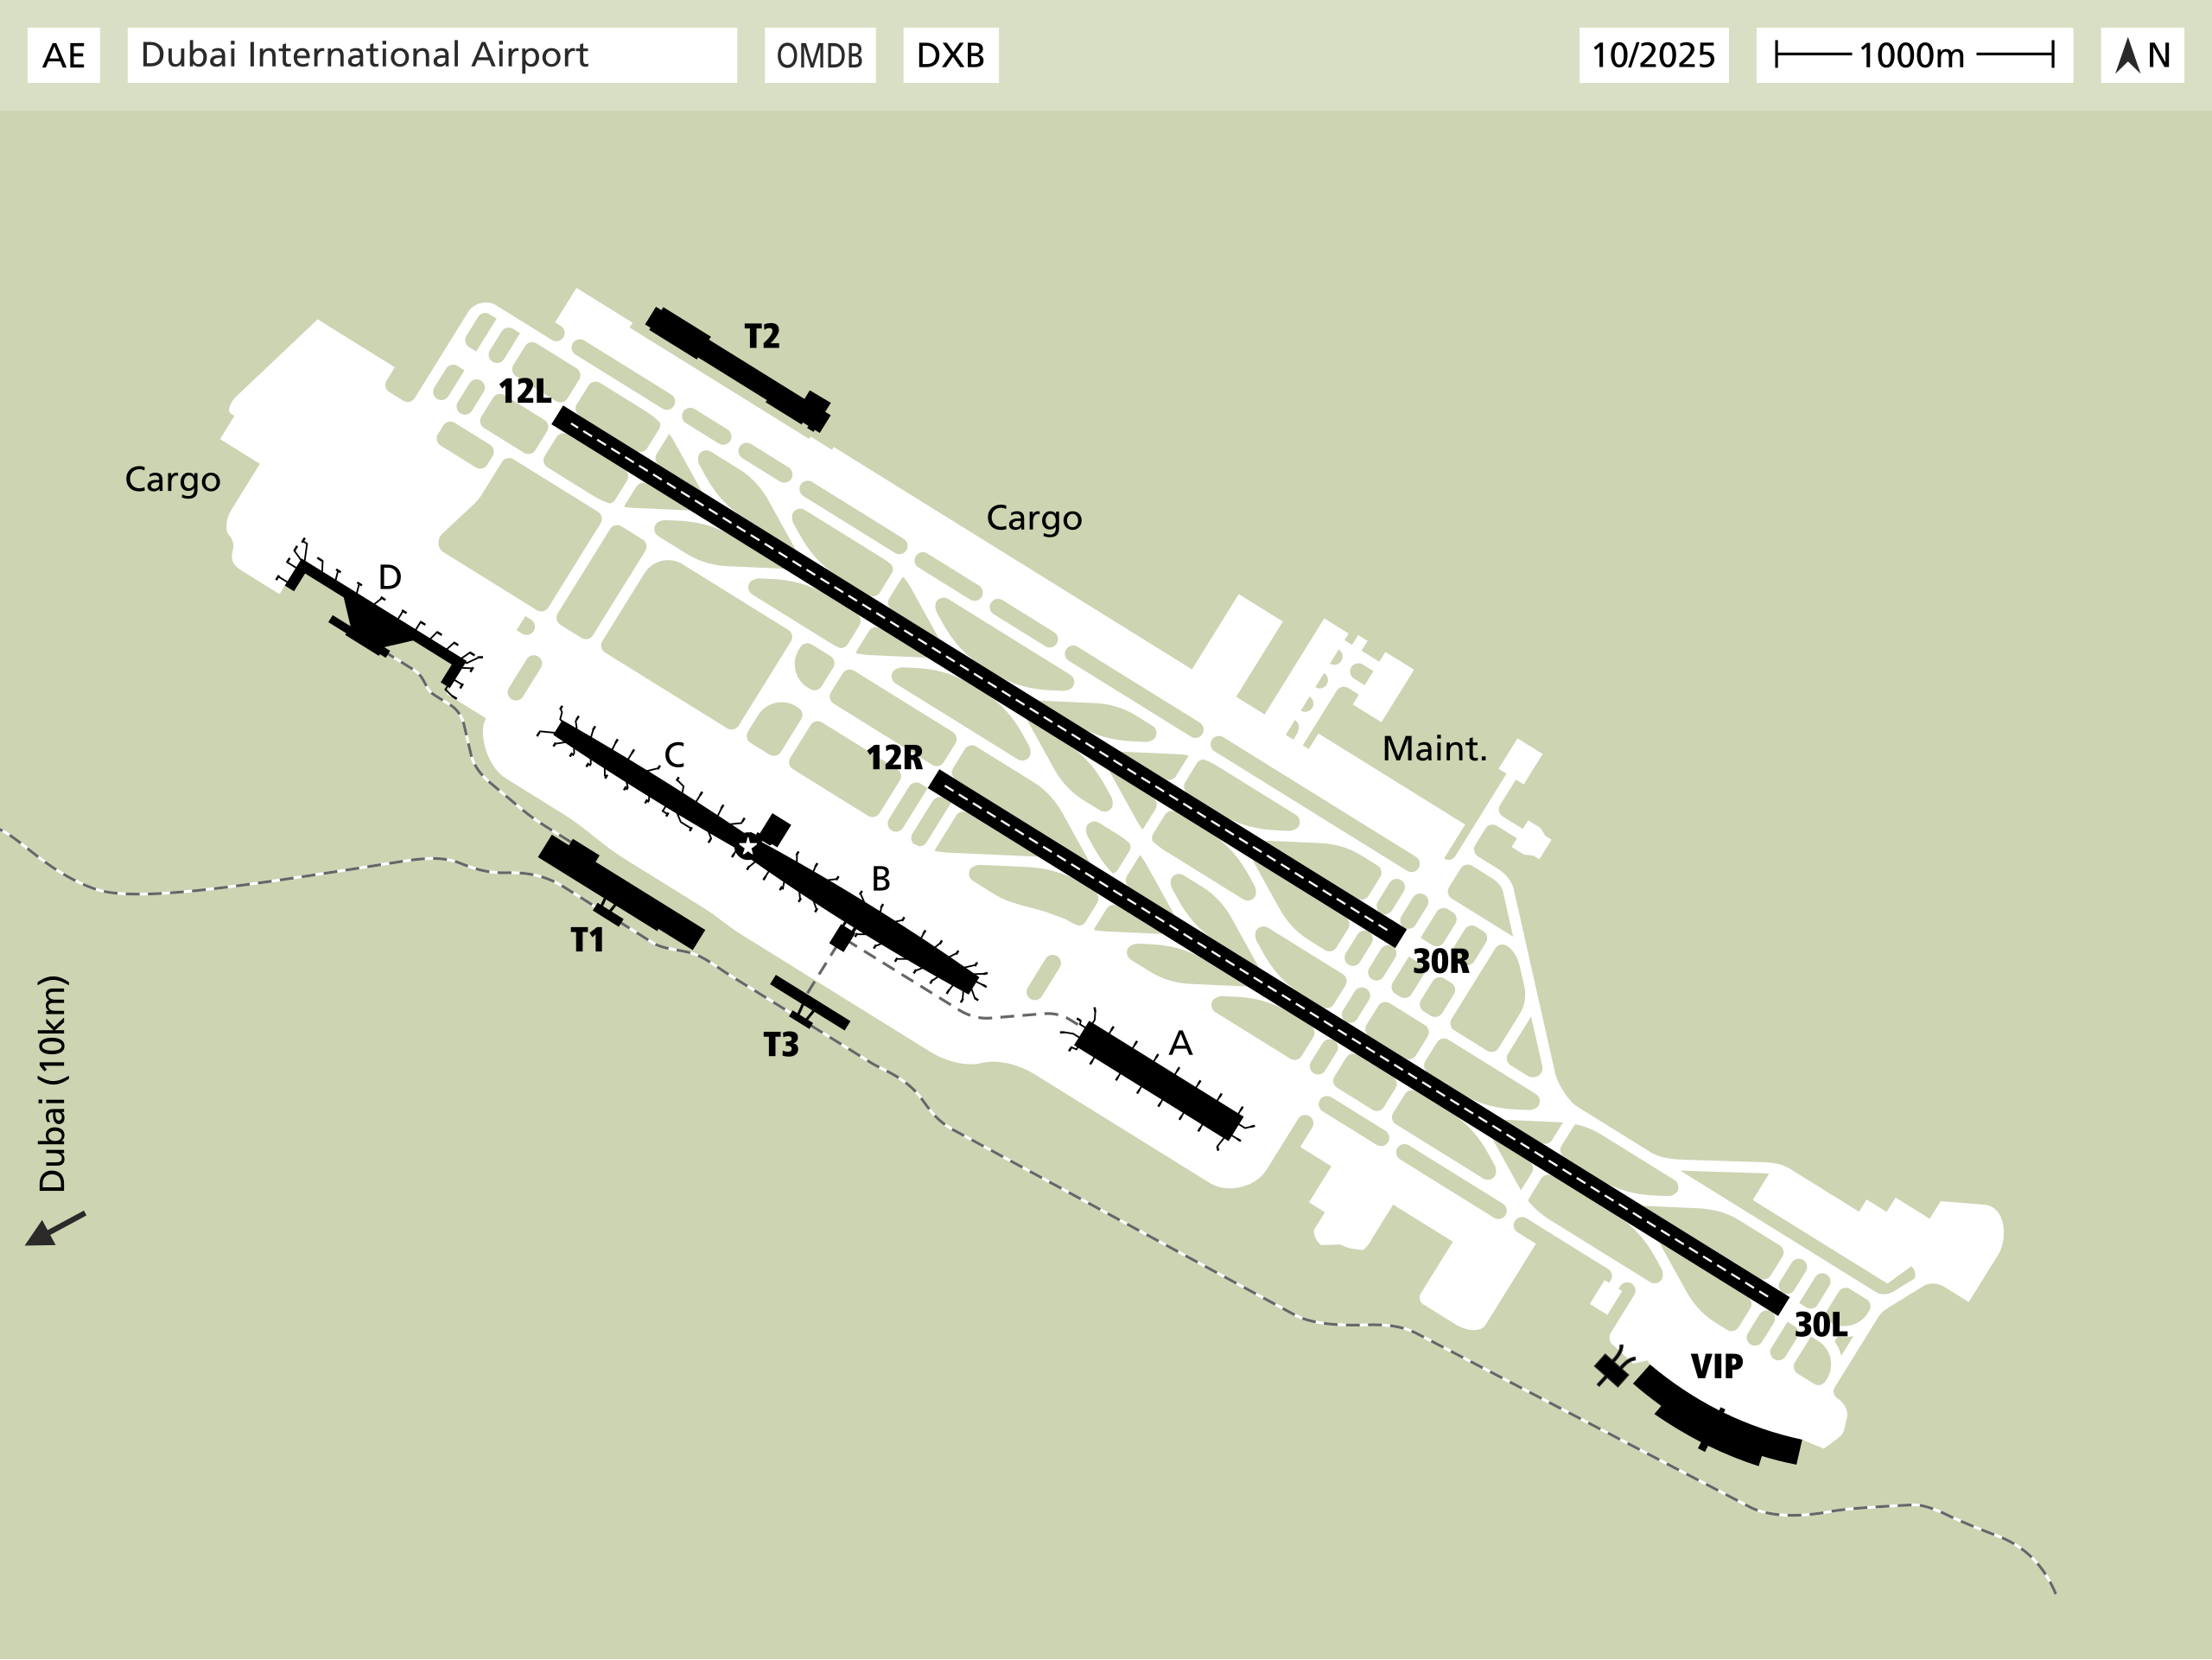 AE
Dubai International Airport
OMDB
DXB
10/2025
1000m
N
T2
12L
Cargo
Cargo
D
C
12R
Maint.
B
T1
30R
T3
A
Dubai (10km)
30L
VIP